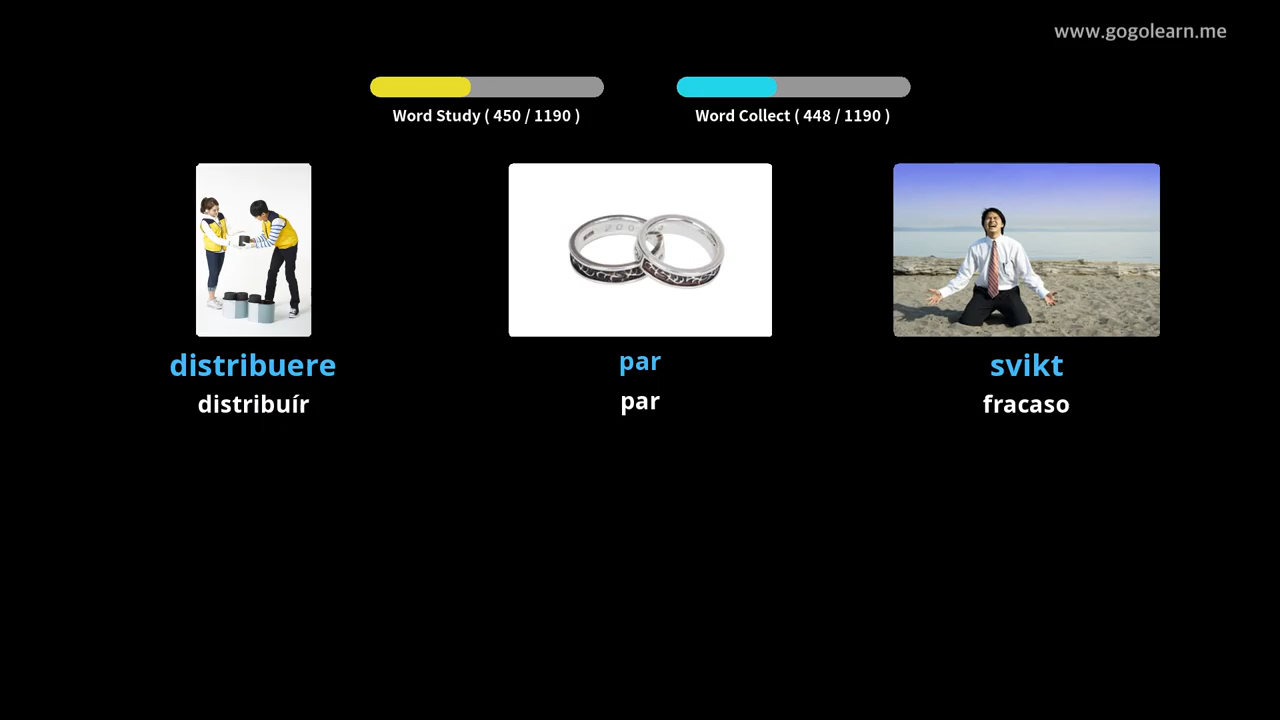 www.gogolearn.me
Word Study ( 450 / 1190 )
Word Collect ( 448 / 1190 )
distribuere
distribuír
par
par
svikt
fracaso